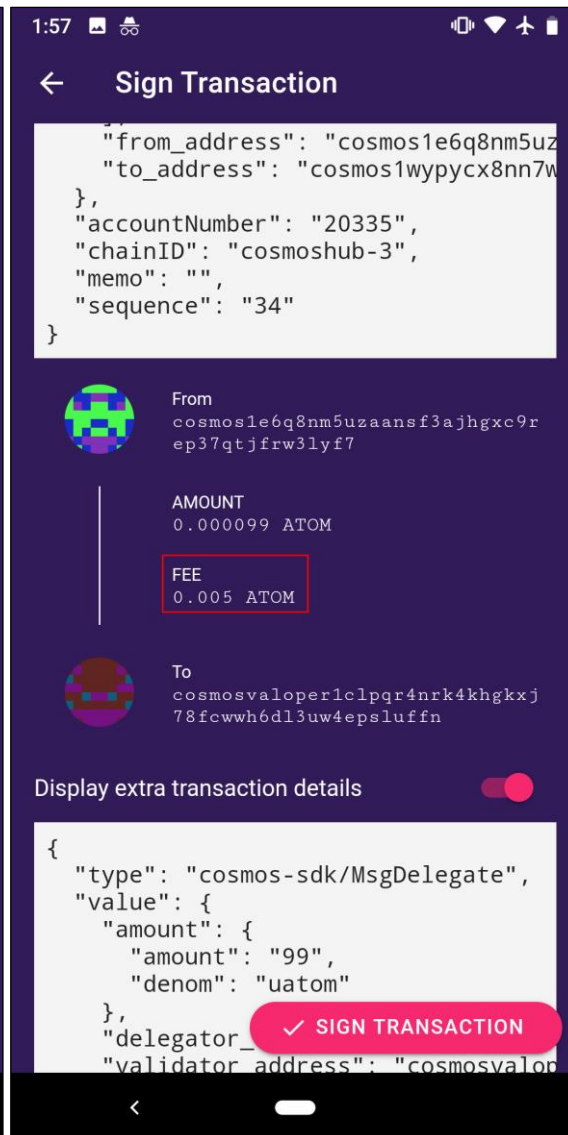 1:57
Sign Transaction
"from_address": "cosmos1e6q8nm5uz
"to_address": "cosmos1wypycx8nn7w
},
"accountNumber": "20335",
"chainID": "cosmoshub-3",
"memo": "",
"sequence": "34"
}
From
cosmos1e6q8nm5uzaansf3ajhgxc9r
ep37qtjfrw3lyf7
AMOUNT
0.000099 ATOM
FEE
0.005 ATOM
To
cosmosvaloper1clpqr4nrk4khgkxj
78fcwwh6dl3uw4epsluffn
Display extra transaction details
{
"type": "cosmos-sdk/MsgDelegate",
"value": {
"amount": {
"amount": "99",
"denom": "uatom"
},
"delegator_
SIGN TRANSACTION
"validator_address": "cosmosvalop